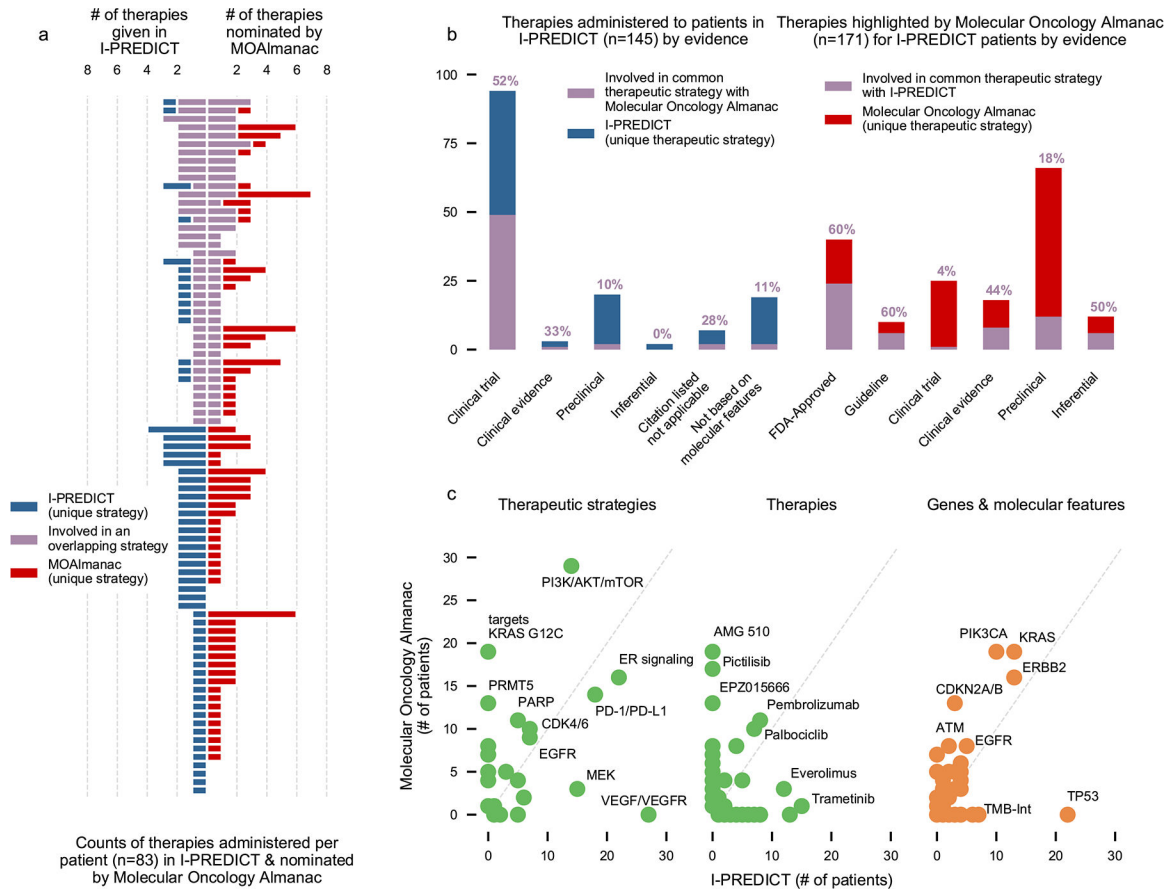 a
# of therapies
given in
I-PREDICT
# of therapies
nominated by
MOAlmanac
8 6 4 2 2 4 6 8
I-PREDICT
(unique strategy)
Involved in an
overlapping strategy
MOAlmanac
(unique strategy)
Counts of therapies administered per
patient (n=83) in I-PREDICT & nominated
by Molecular Oncology Almanac
b
Therapies administered to patients in
I-PREDICT (n=145) by evidence
Therapies highlighted by Molecular Oncology Almanac
(n=171) for I-PREDICT patients by evidence
Involved in common
therapeutic strategy with
Molecular Oncology Almanac
I-PREDICT
(unique therapeutic strategy)
Involved in common therapeutic strategy
with I-PREDICT
Molecular Oncology Almanac
(unique therapeutic strategy)
100
75
50
25
0
52%
33%
10%
0%
28%
11%
60%
60%
4%
44%
18%
50%
Clinical trial
Clinical evidence
Preclinical
Inferential
Citation listed
not applicable
Not based on
molecular features
FDA-Approved
Guideline
Clinical trial
Clinical evidence
Preclinical
Inferential
c
Therapeutic strategies
Therapies
Genes & molecular features
Molecular Oncology Almanac
(# of patients)
30
25
20
15
10
5
0
PI3K/AKT/mTOR
targets
KRAS G12C
ER signaling
PRMT5
PARP
PD-1/PD-L1
CDK4/6
EGFR
MEK
VEGF/VEGFR
AMG 510
Pictilisib
EPZ015666
Pembrolizumab
Palbociclib
Everolimus
Trametinib
PIK3CA
KRAS
ERBB2
CDKN2A/B
ATM
EGFR
TMB-Int
TP53
0 10 20 30
0 10 20 30
0 10 20 30
I-PREDICT (# of patients)